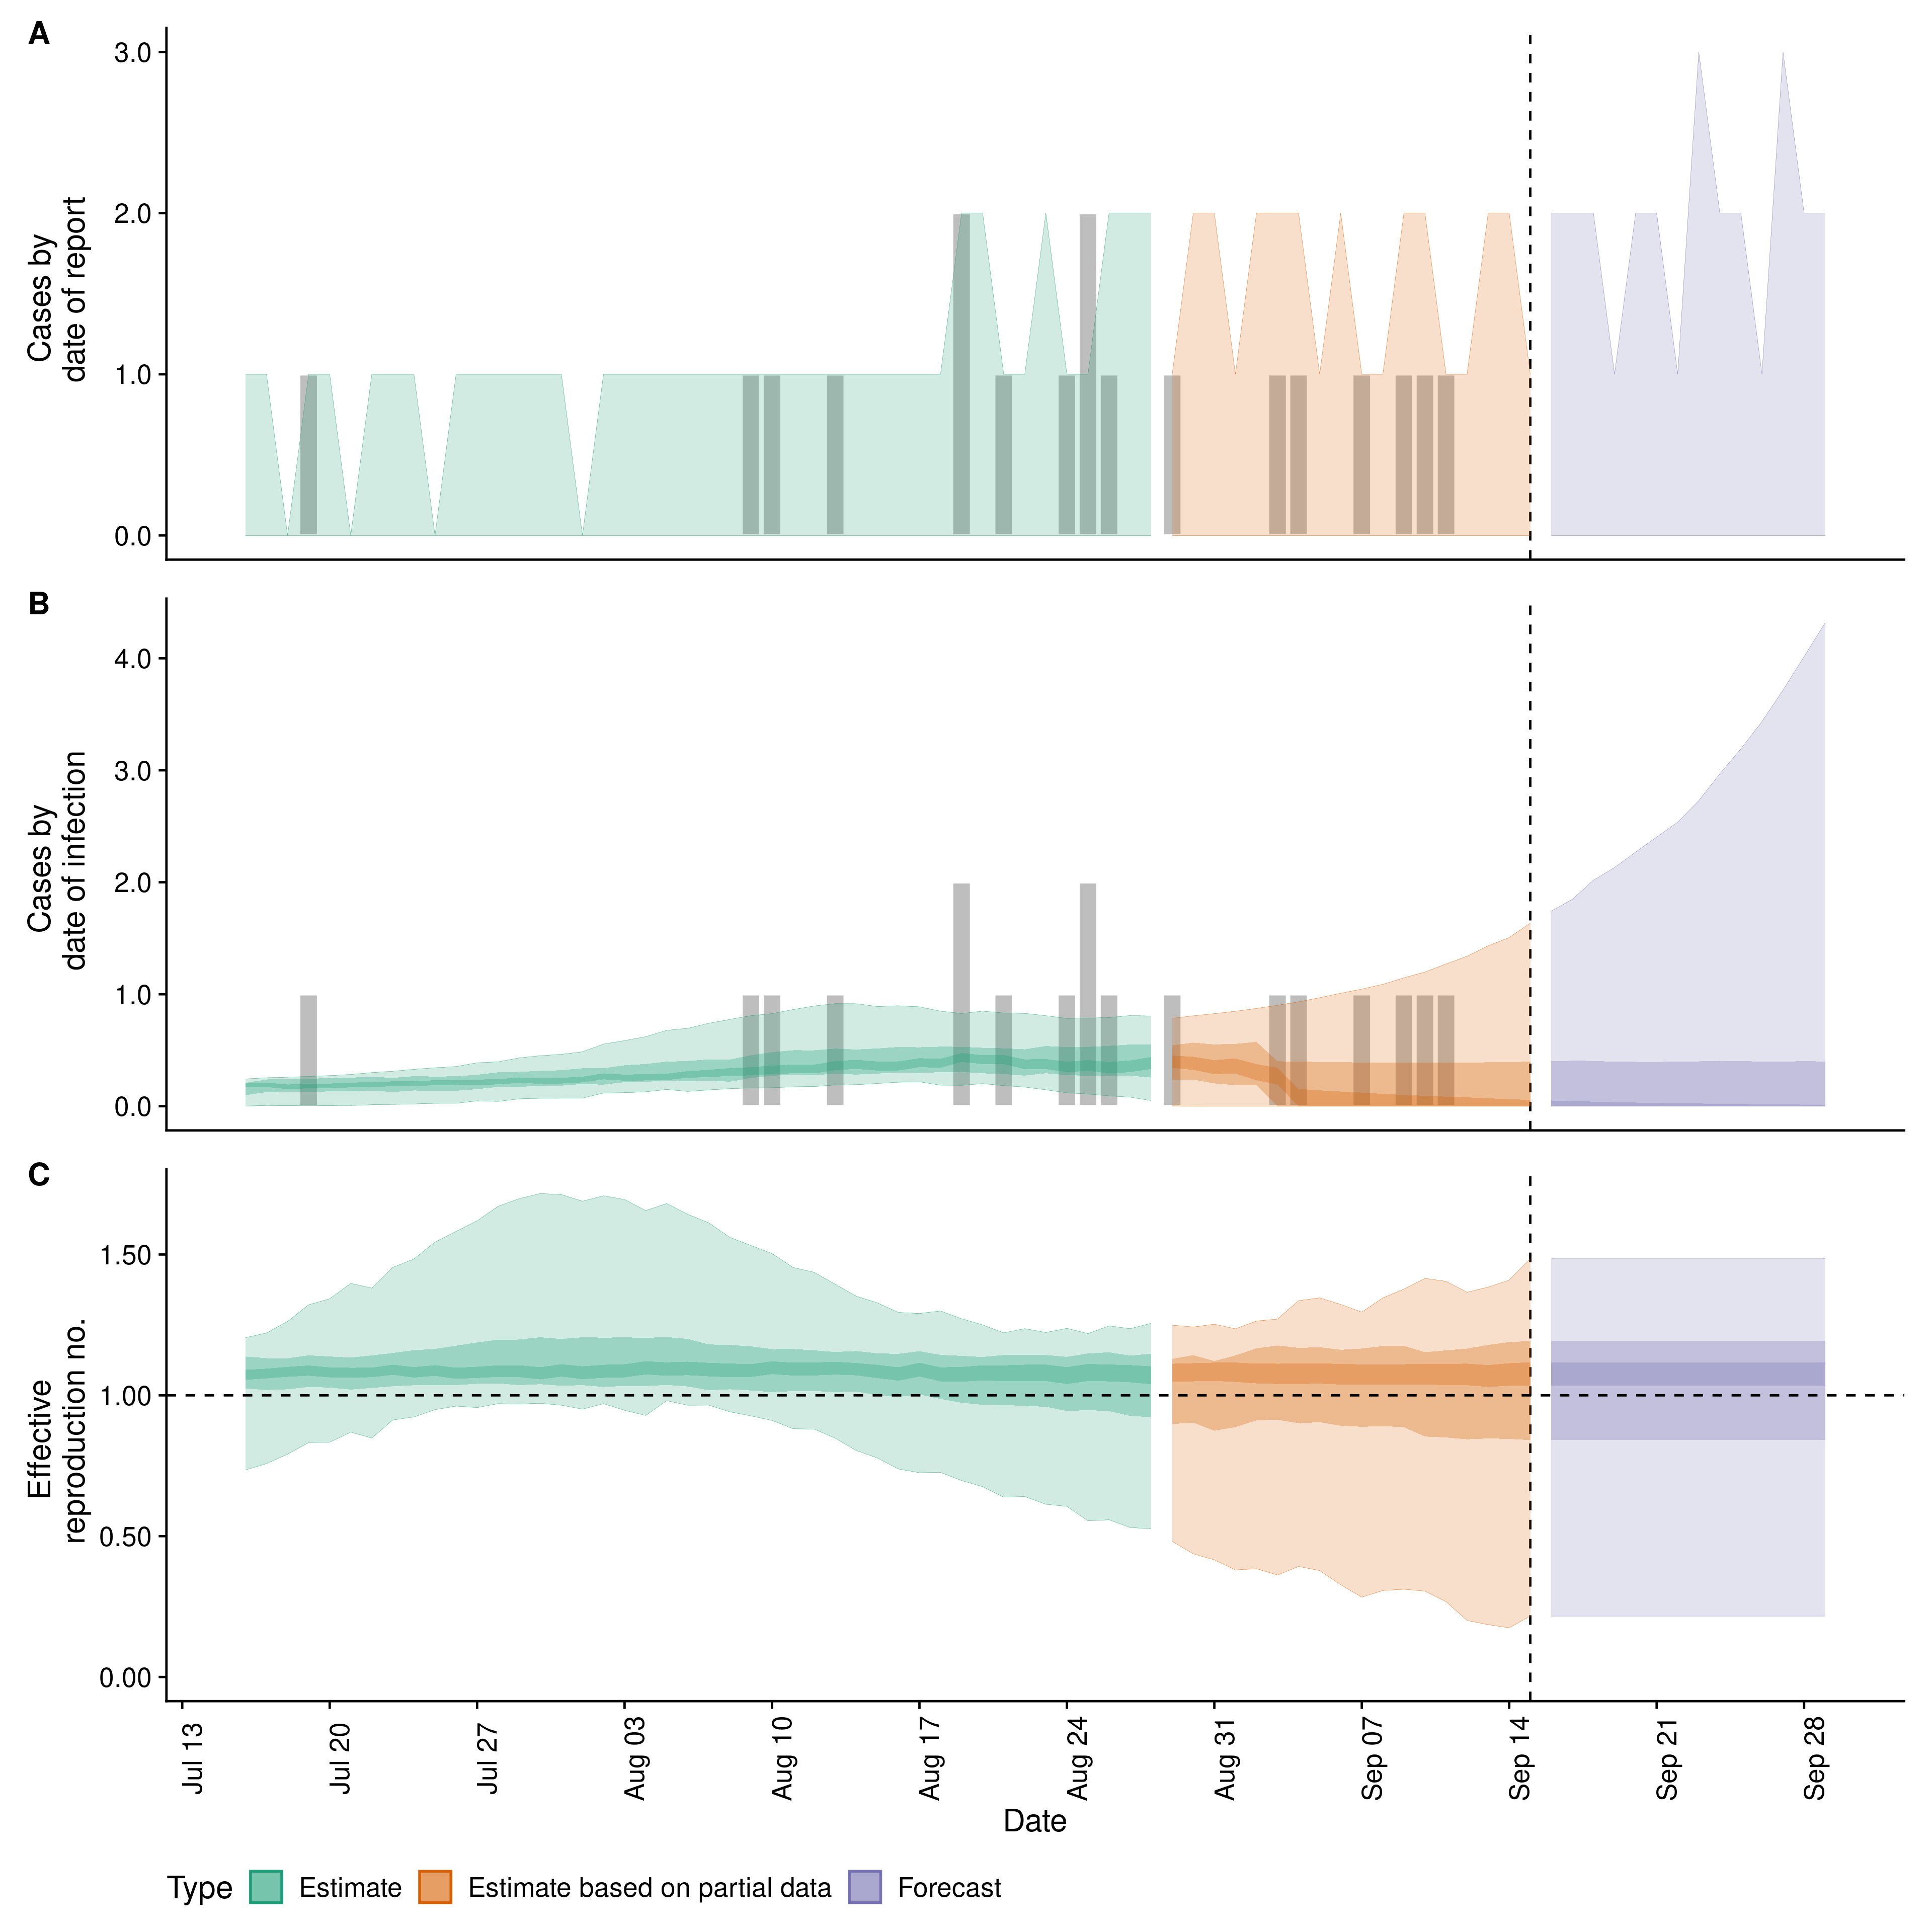 A
3.0
2.0
1.0
0.0
Cases by
date of report
B
4.0
3.0
2.0
1.0
0.0
Cases by
date of infection
C
1.50
1.00
0.50
0.00
Effective
reproduction no.
Jul 13
Jul 20
Jul 27
Aug 03
Aug 10
Aug 17
Aug 24
Aug 31
Sep 07
Sep 14
Sep 21
Sep 28
Date
Type Estimate Estimate based on partial data Forecast